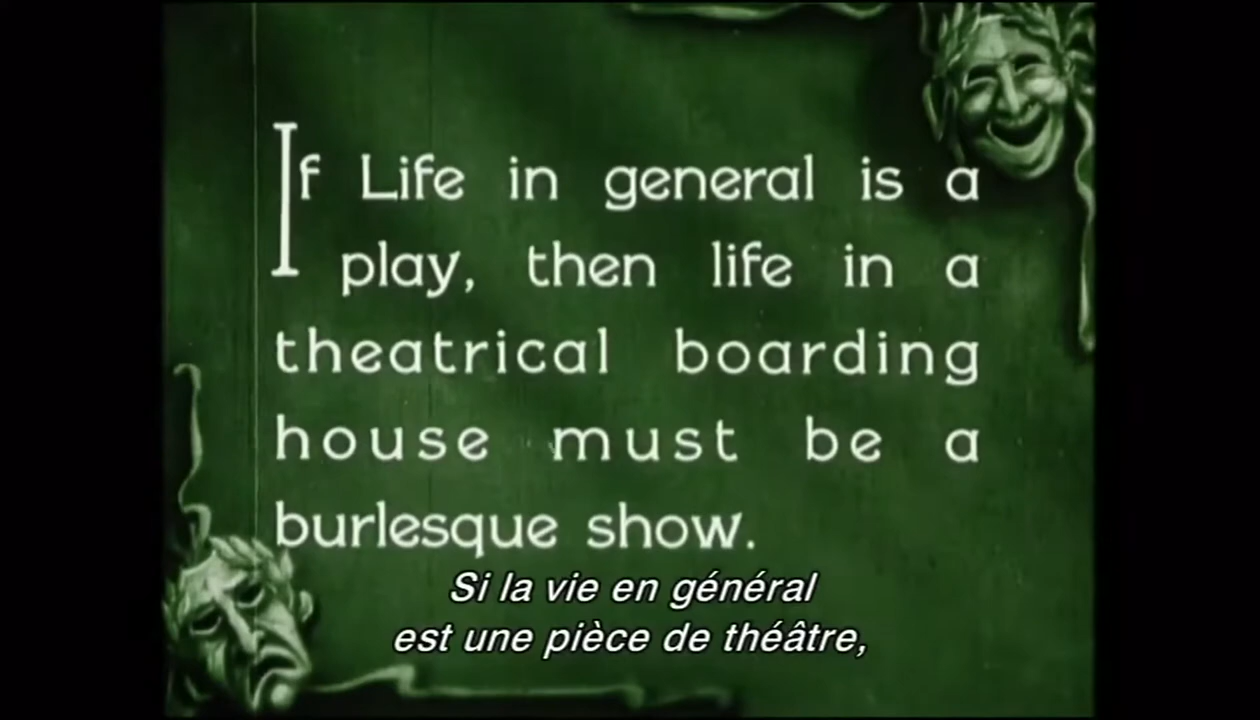 If Life in general is a
play, then life in a
theatrical boarding
house must be a
burlesque show.
Si la vie en général
est une pièce de théâtre,